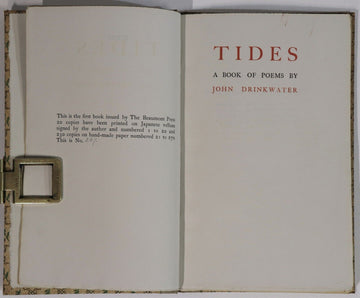 This is the first book issued by The Beaumont Press
20 copies have been printed on Japanese vellum
signed by the author and numbered 1 to 20 and
250 copies on hand-made paper numbered 21 to 270.
This is No.
TIDES
A BOOK OF POEMS BY
JOHN DRINKWATER